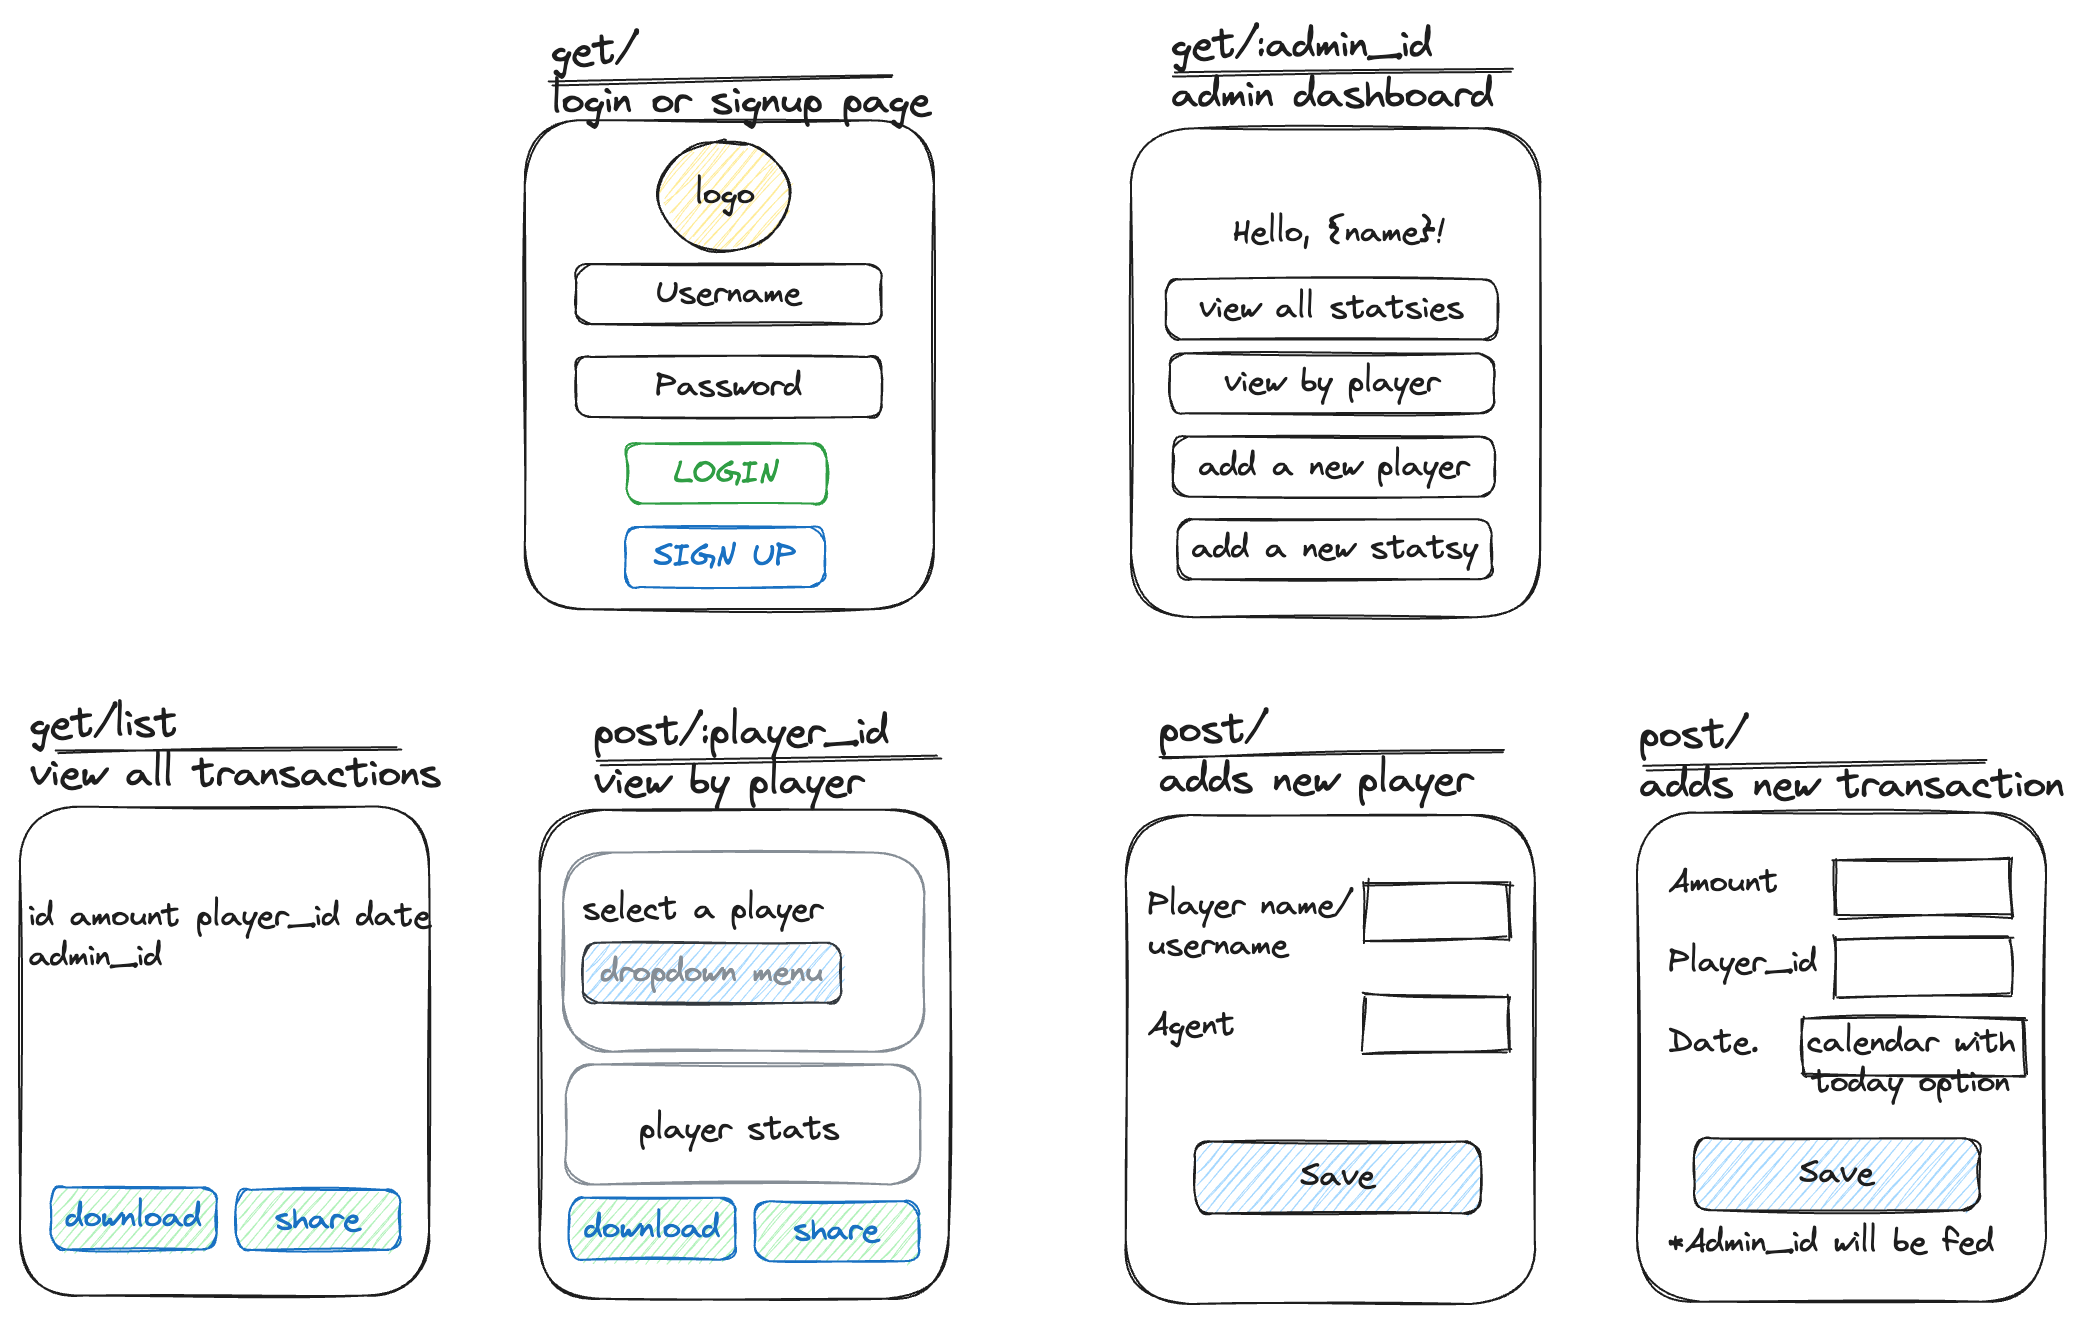 get/
login or signup page
logo
Username
Password
LOGIN
SIGN UP
get/:admin_id
admin dashboard
Hello, {name}!
view all statsies
view by player
add a new player
add a new statsy
get/list
view all transactions
id amount player_id date
admin_id
download
share
post/:player_id
view by player
select a player
dropdown menu
player stats
download
share
post/
adds new player
Player name/
username
Agent
Save
post/
adds new transaction
Amount
Player_id
Date.
calendar with
today option
Save
*Admin_id will be fed